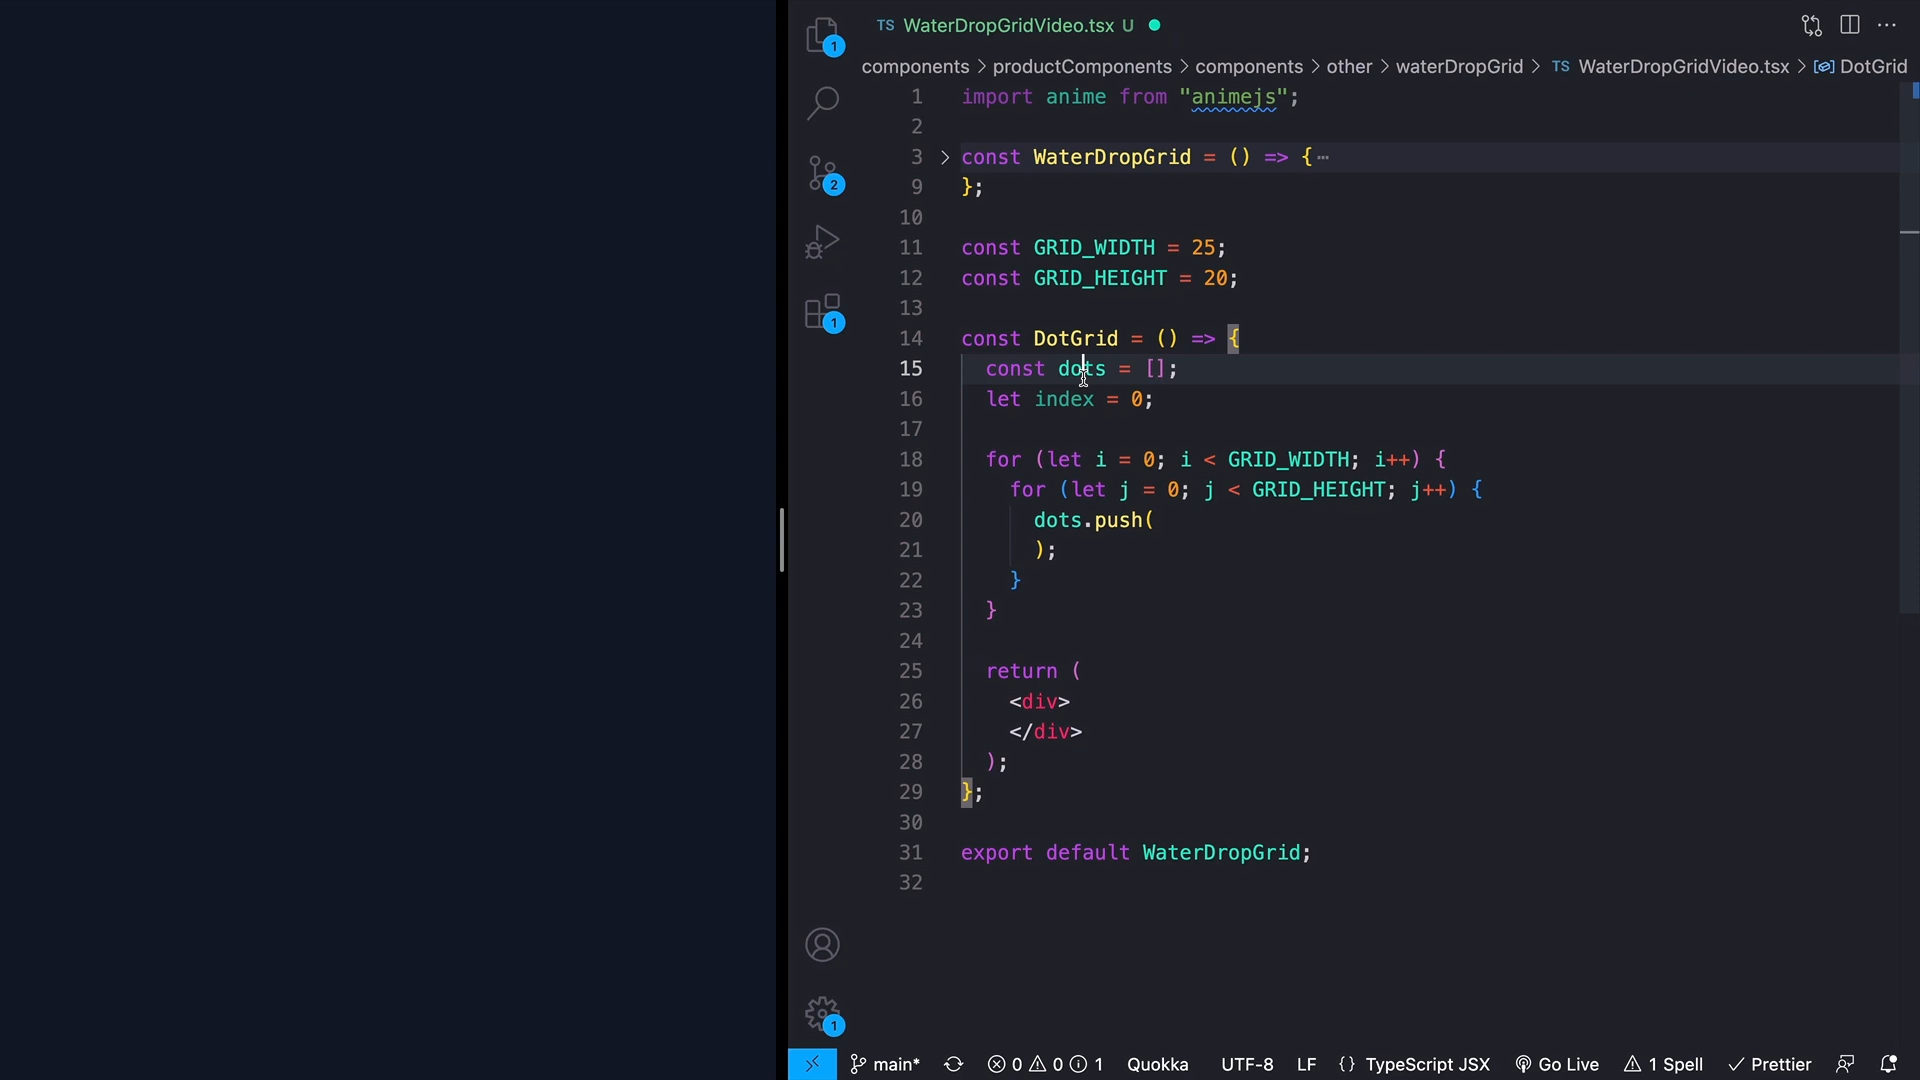 TS WaterDropGridVideo.tsx U
components > productComponents > components > other > waterDropGrid > TS WaterDropGridVideo.tsx > DotGrid
1 import anime from "animejs";
2
3 const WaterDropGrid = () => {⋯
9 };
10
11 const GRID_WIDTH = 25;
12 const GRID_HEIGHT = 20;
13
14 const DotGrid = () => {
15 const dots = [];
16 let index = 0;
17
18 for (let i = 0; i < GRID_WIDTH; i++) {
19 for (let j = 0; j < GRID_HEIGHT; j++) {
20 dots.push(
21 );
22 }
23 }
24
25 return (
26 <div>
27 </div>
28 );
29 };
30
31 export default WaterDropGrid;
32
1
2
1
1
main* 0 0 1 Quokka UTF-8 LF {} TypeScript JSX Go Live 1 Spell Prettier